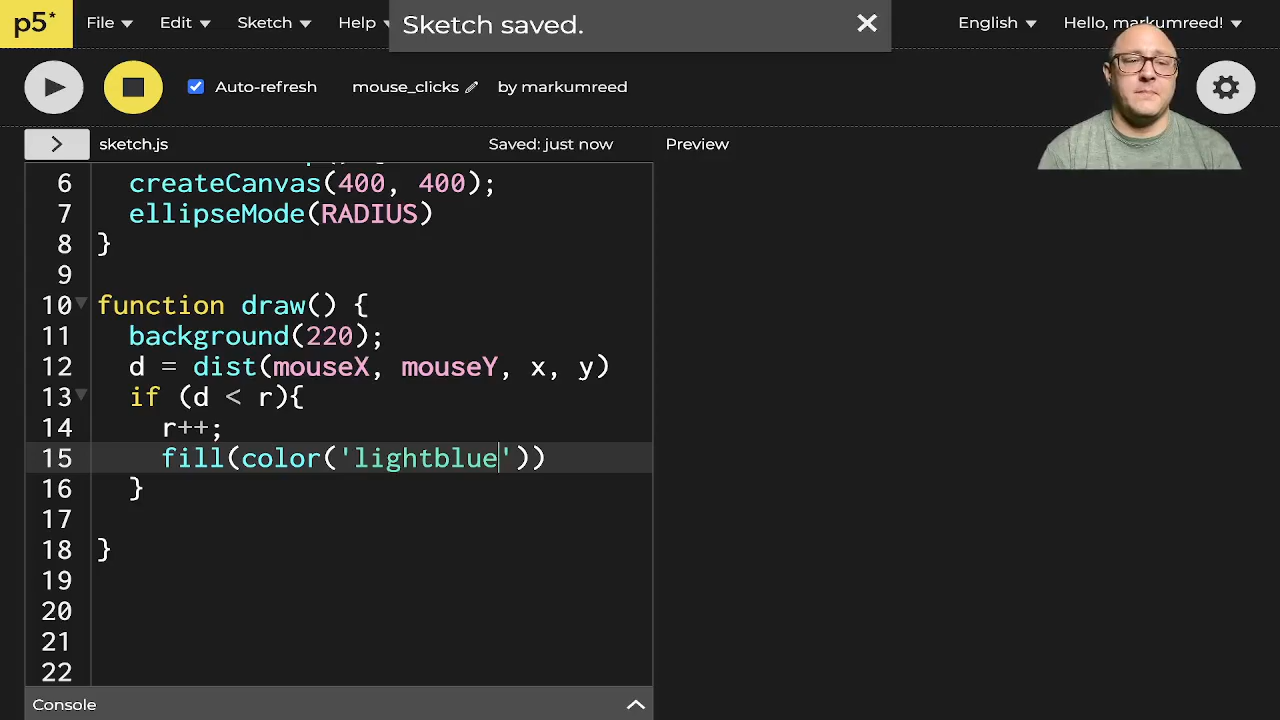 p5*
File
Edit
Sketch
Help
Sketch saved.
English
Hello, markumreed!
Auto-refresh
mouse_clicks
by markumreed
sketch.js
Saved: just now
Preview
6 createCanvas(400, 400);
7 ellipseMode(RADIUS)
8 }
9
10 function draw() {
11 background(220);
12 d = dist(mouseX, mouseY, x, y)
13 if (d < r){
14 r++;
15 fill(color('lightblue'))
16 }
17
18 }
19
20
21
22
Console